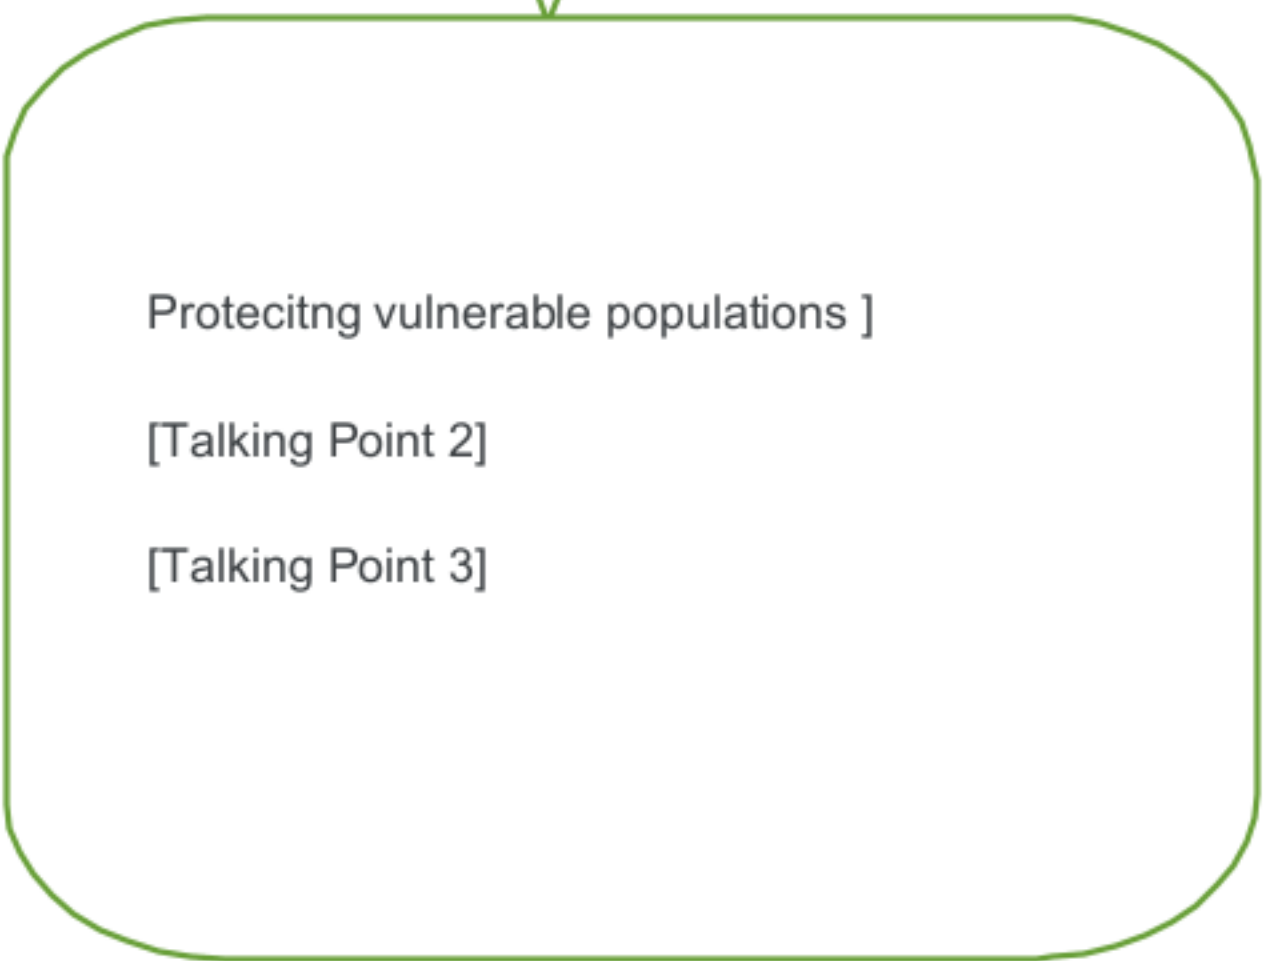 Protecitng vulnerable populations ]
[Talking Point 2]
[Talking Point 3]